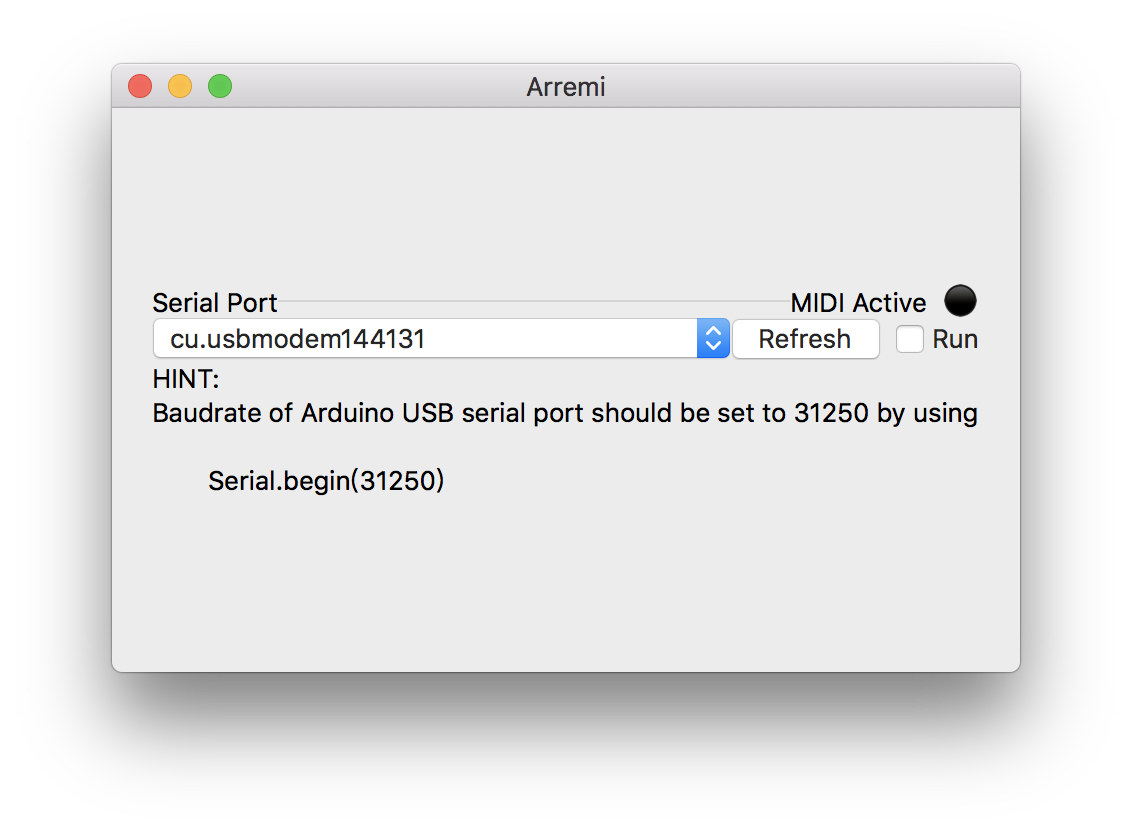 Arremi
Serial Port MIDI Active
cu.usbmodem144131 Refresh Run
HINT:
Baudrate of Arduino USB serial port should be set to 31250 by using
Serial.begin(31250)